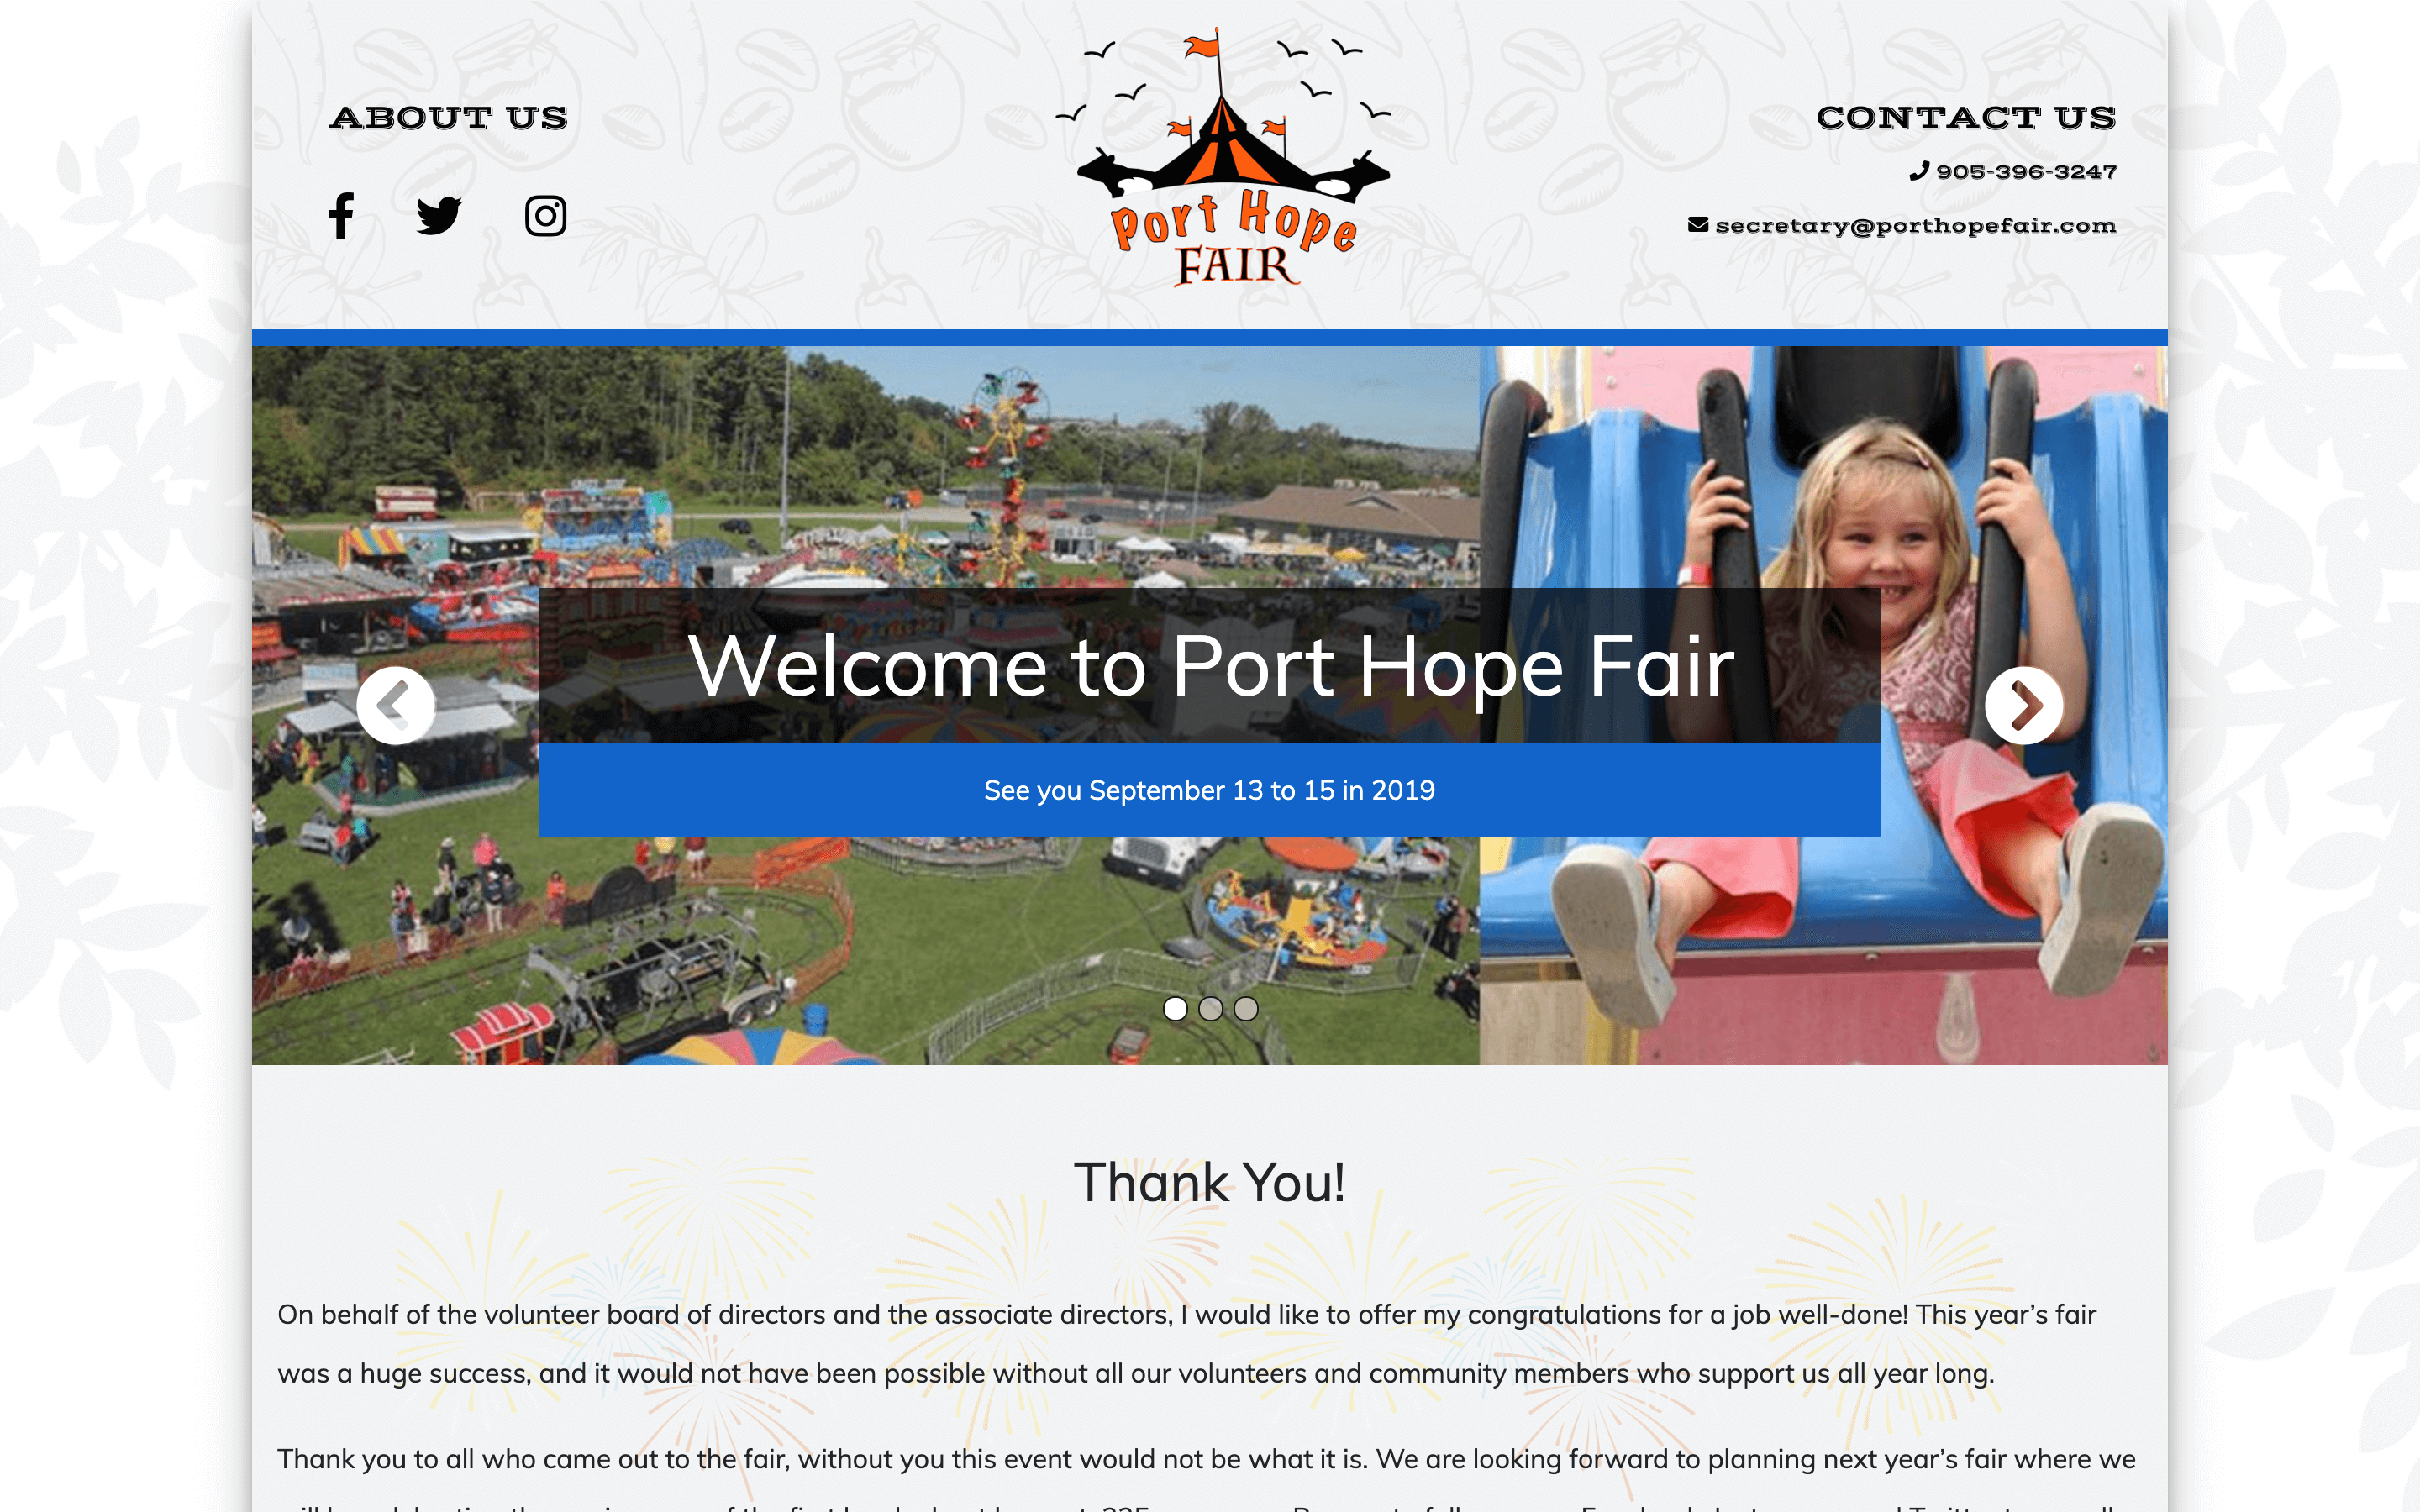 ABOUT US
Port Hope
FAIR
CONTACT US
905-396-3247
secretary@porthopefair.com
Welcome to Port Hope Fair
See you September 13 to 15 in 2019
Thank You!
On behalf of the volunteer board of directors and the associate directors, I would like to offer my congratulations for a job well-done! This year’s fair
was a huge success, and it would not have been possible without all our volunteers and community members who support us all year long.
Thank you to all who came out to the fair, without you this event would not be what it is. We are looking forward to planning next year’s fair where we